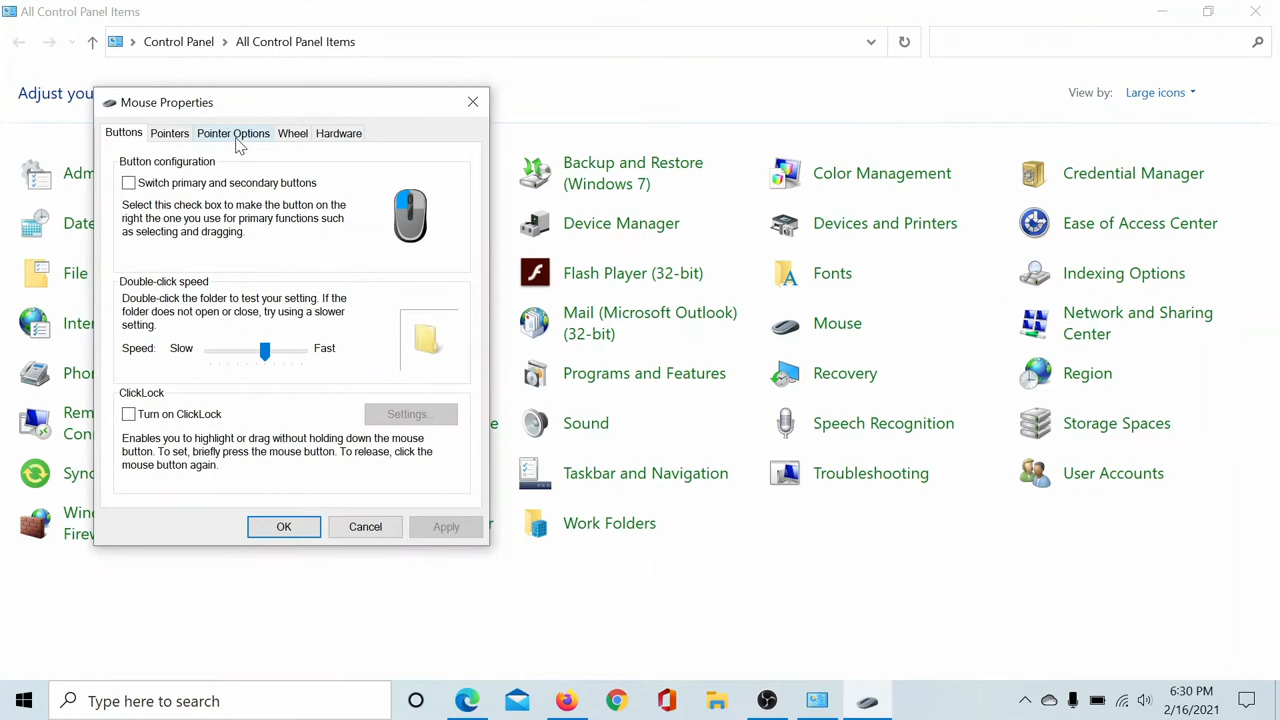 All Control Panel Items
Control Panel
All Control Panel Items
Adjust you
View by:
Large icons
Mouse Properties
Buttons
Pointers
Pointer Options
Wheel
Hardware
Button configuration
Switch primary and secondary buttons
Select this check box to make the button on the
right the one you use for primary functions such
as selecting and dragging.
Double-click speed
Double-click the folder to test your setting. If the
folder does not open or close, try using a slower
setting.
Speed:
Slow
Fast
ClickLock
Turn on ClickLock
Settings...
Enables you to highlight or drag without holding down the mouse
button. To set, briefly press the mouse button. To release, click the
mouse button again.
OK
Cancel
Apply
Adm
Date
File
Inter
Phor
Rem
Con
Sync
Wind
Firew
Backup and Restore
(Windows 7)
Device Manager
Flash Player (32-bit)
Mail (Microsoft Outlook)
(32-bit)
Programs and Features
Sound
Taskbar and Navigation
Work Folders
Color Management
Devices and Printers
Fonts
Mouse
Recovery
Speech Recognition
Troubleshooting
Credential Manager
Ease of Access Center
Indexing Options
Network and Sharing
Center
Region
Storage Spaces
User Accounts
Type here to search
6:30 PM
2/16/2021